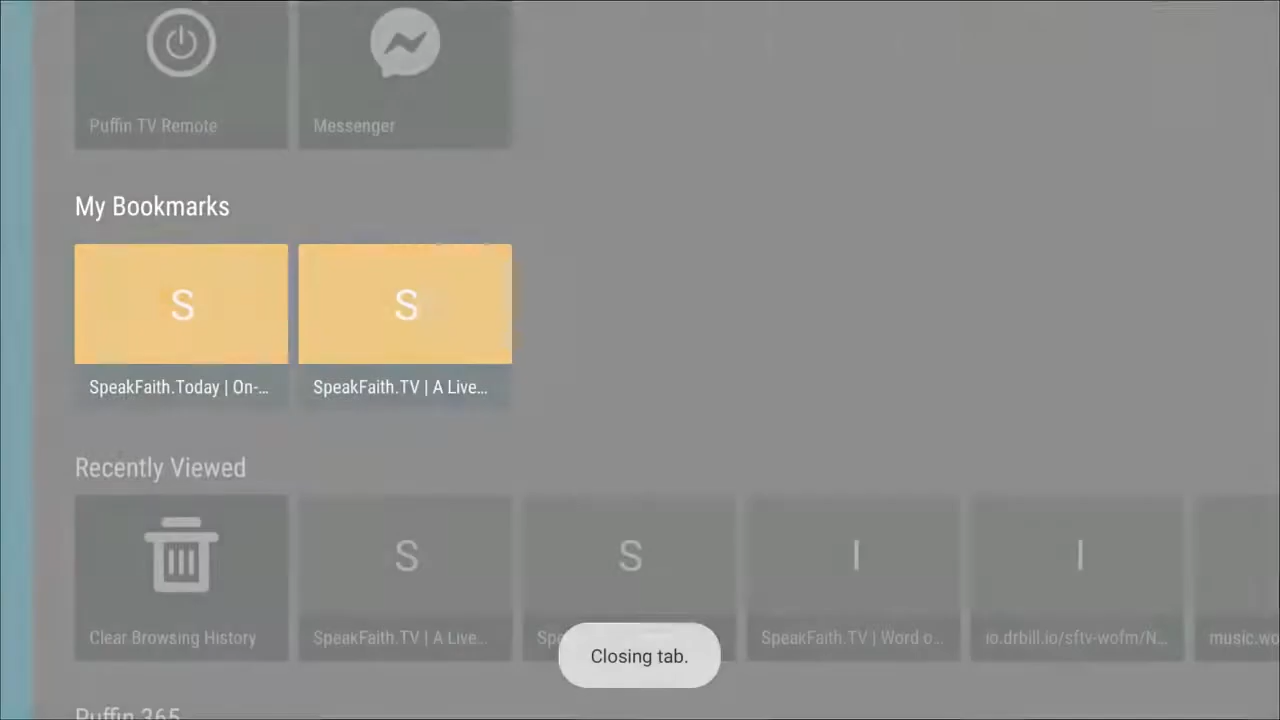 Puffin TV Remote
Messenger
My Bookmarks
S
S
SpeakFaith.Today | On-...
SpeakFaith.TV | A Live...
Recently Viewed
S
S
I
I
Clear Browsing History
SpeakFaith.TV | A Live...
SpeakFaith.TV | Word o...
io.drbill.io/sftv-wofm/N...
music.wo
Closing tab.
Puffin 365